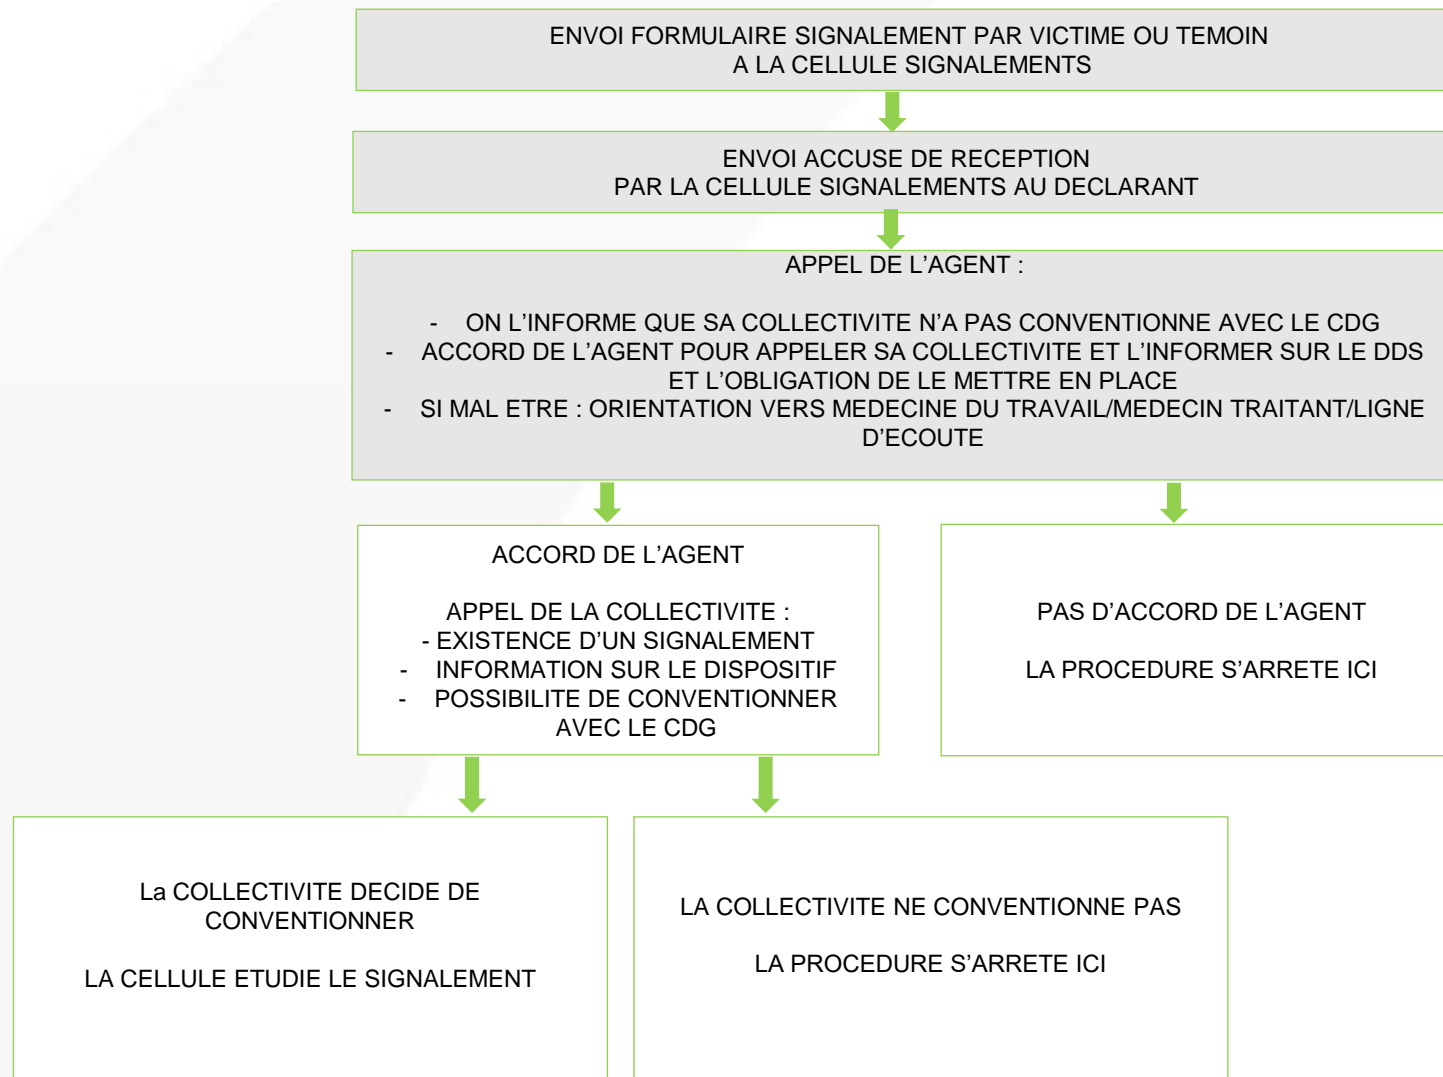 ENVOI FORMULAIRE SIGNALEMENT PAR VICTIME OU TEMOIN
A LA CELLULE SIGNALEMENTS
ENVOI ACCUSE DE RECEPTION
PAR LA CELLULE SIGNALEMENTS AU DECLARANT
APPEL DE L’AGENT :
- ON L’INFORME QUE SA COLLECTIVITE N’A PAS CONVENTIONNE AVEC LE CDG
- ACCORD DE L’AGENT POUR APPELER SA COLLECTIVITE ET L’INFORMER SUR LE DDS
ET L’OBLIGATION DE LE METTRE EN PLACE
- SI MAL ETRE : ORIENTATION VERS MEDECINE DU TRAVAIL/MEDECIN TRAITANT/LIGNE
D’ECOUTE
ACCORD DE L’AGENT
APPEL DE LA COLLECTIVITE :
- EXISTENCE D’UN SIGNALEMENT
- INFORMATION SUR LE DISPOSITIF
- POSSIBILITE DE CONVENTIONNER
AVEC LE CDG
PAS D’ACCORD DE L’AGENT
LA PROCEDURE S’ARRETE ICI
La COLLECTIVITE DECIDE DE
CONVENTIONNER
LA CELLULE ETUDIE LE SIGNALEMENT
LA COLLECTIVITE NE CONVENTIONNE PAS
LA PROCEDURE S’ARRETE ICI